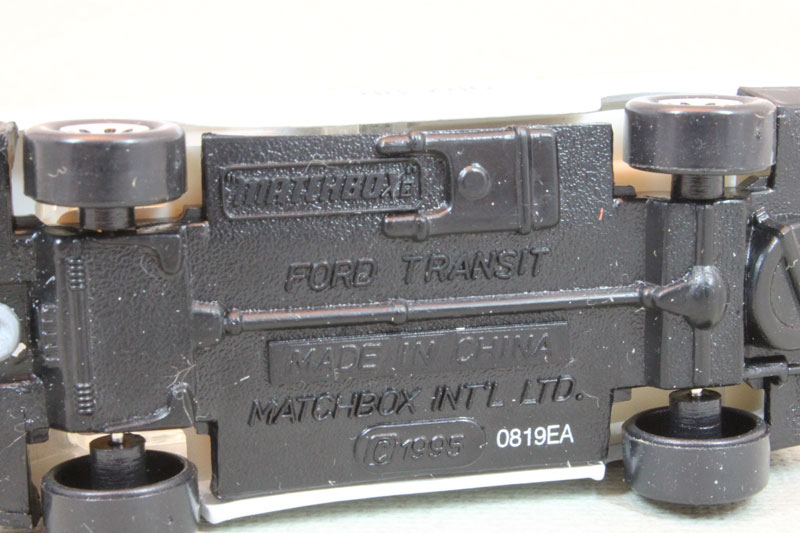 MATCHBOX®
FORD TRANSIT
MADE IN CHINA
MATCHBOX INT'L LTD.
©1995 0819EA